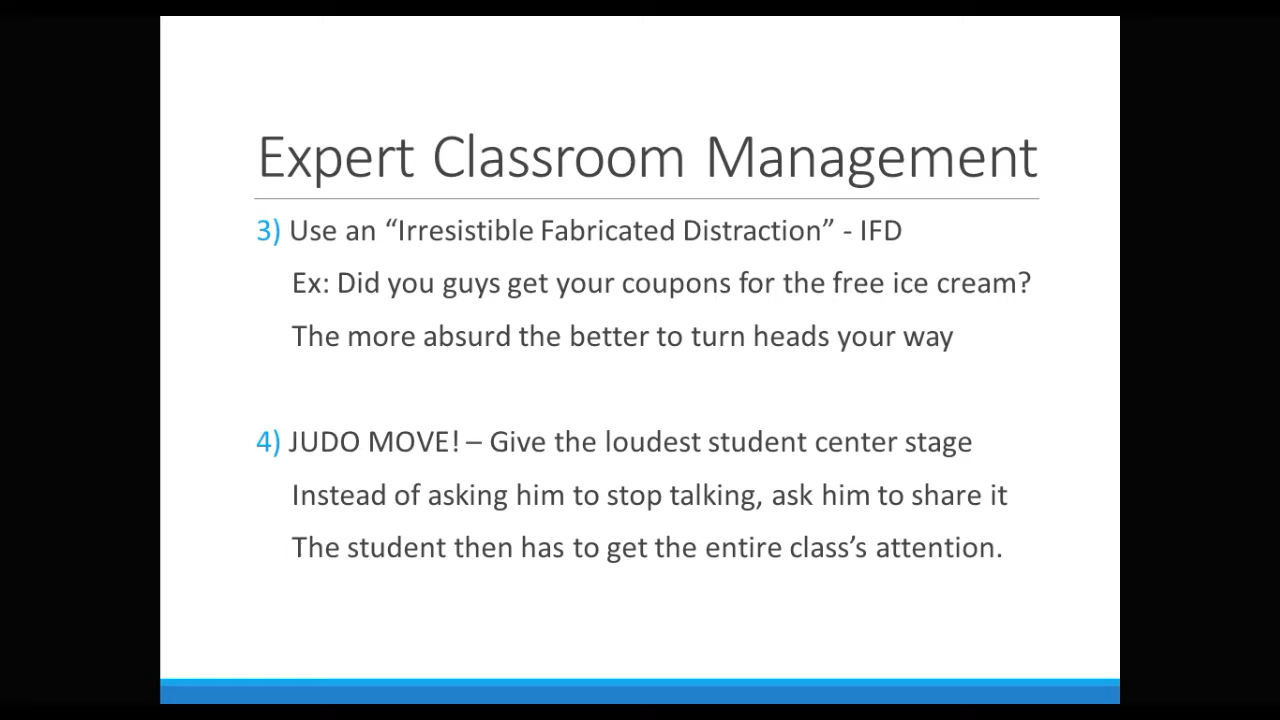 Expert Classroom Management
3) Use an “Irresistible Fabricated Distraction” - IFD
Ex: Did you guys get your coupons for the free ice cream?
The more absurd the better to turn heads your way
4) JUDO MOVE! – Give the loudest student center stage
Instead of asking him to stop talking, ask him to share it
The student then has to get the entire class’s attention.